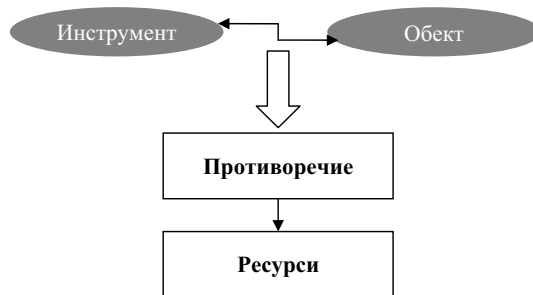 Инструмент
Обект
Противоречие
Ресурси